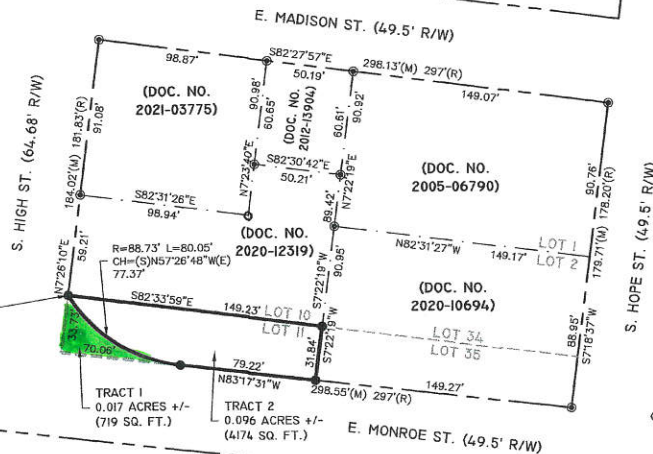 E. MADISON ST. (49.5' R/W)
S82°27'57"E
98.87'
50.19'
298.13'(M) 297'(R)
149.07'
S. HIGH ST. (64.68' R/W)
184.02'(M) 181.83'(R)
91.08'
(DOC. NO.
2021-03775)
90.98'
60.65'
(DOC. NO.
2012-13904)
60.61'
90.92'
N7°23'40"E
S82°30'42"E
50.21'
N7°22'19"E
(DOC. NO.
2005-06790)
90.76'
178.20'(R)
179.71'(M)
S. HOPE ST. (49.5' R/W)
S82°31'26"E
98.94'
(DOC. NO.
2020-12319)
89.42'
N82°31'27"W
149.17'
LOT 1
LOT 2
N7°26'10"E
59.21'
R=88.73' L=80.05'
CH=(S)N57°26'48"W(E)
77.37'
90.95'
S7°22'19"W
(DOC. NO.
2020-10694)
S82°33'59"E
149.23'
LOT 10
LOT 11
LOT 34
LOT 35
88.95'
S7°18'37"W
33.73'
70.06'
79.22'
N83°17'31"W
31.84'
S7°22'19"W
298.55'(M) 297'(R)
149.27'
TRACT 1
0.017 ACRES +/-
(719 SQ. FT.)
TRACT 2
0.096 ACRES +/-
(4174 SQ. FT.)
E. MONROE ST. (49.5' R/W)